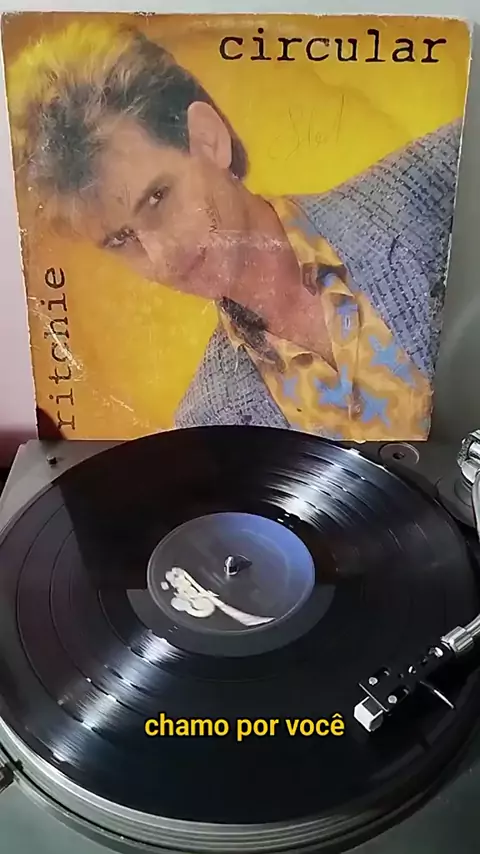 circular
ritchie
chamo por você